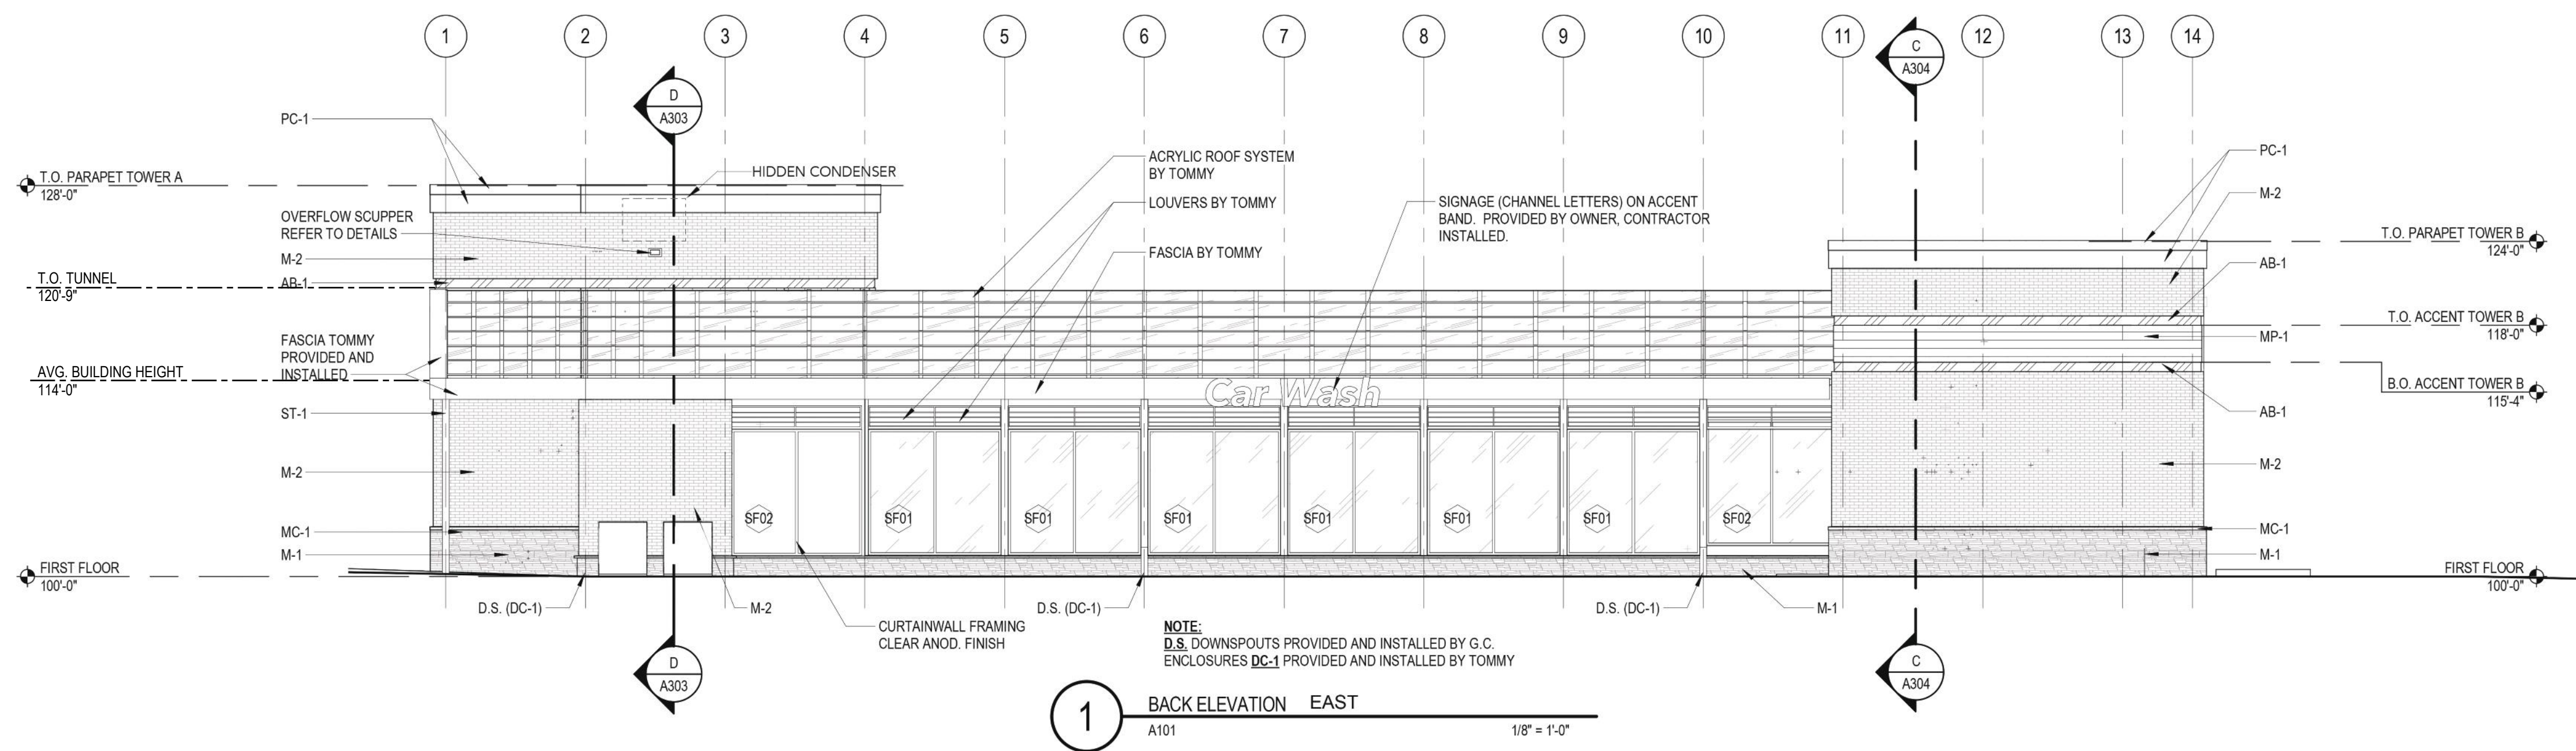 1 2 3 4 5 6 7 8 9 10 11 12 13 14
D
A303
C
A304
PC-1
T.O. PARAPET TOWER A
128'-0"
OVERFLOW SCUPPER
REFER TO DETAILS
M-2
T.O. TUNNEL
120'-9"
AB-1
FASCIA TOMMY
PROVIDED AND
INSTALLED
AVG. BUILDING HEIGHT
114'-0"
ST-1
M-2
MC-1
M-1
FIRST FLOOR
100'-0"
HIDDEN CONDENSER
ACRYLIC ROOF SYSTEM
BY TOMMY
LOUVERS BY TOMMY
FASCIA BY TOMMY
SIGNAGE (CHANNEL LETTERS) ON ACCENT
BAND. PROVIDED BY OWNER, CONTRACTOR
INSTALLED.
Car Wash
SF02 SF01 SF01 SF01 SF01 SF01 SF01 SF02
PC-1
M-2
T.O. PARAPET TOWER B
124'-0"
AB-1
T.O. ACCENT TOWER B
118'-0"
MP-1
B.O. ACCENT TOWER B
115'-4"
AB-1
M-2
MC-1
M-1
FIRST FLOOR
100'-0"
D.S. (DC-1)
M-2
D.S. (DC-1)
D.S. (DC-1)
M-1
CURTAINWALL FRAMING
CLEAR ANOD. FINISH
NOTE:
D.S. DOWNSPOUTS PROVIDED AND INSTALLED BY G.C.
ENCLOSURES DC-1 PROVIDED AND INSTALLED BY TOMMY
D
A303
C
A304
1
BACK ELEVATION EAST
A101
1/8" = 1'-0"